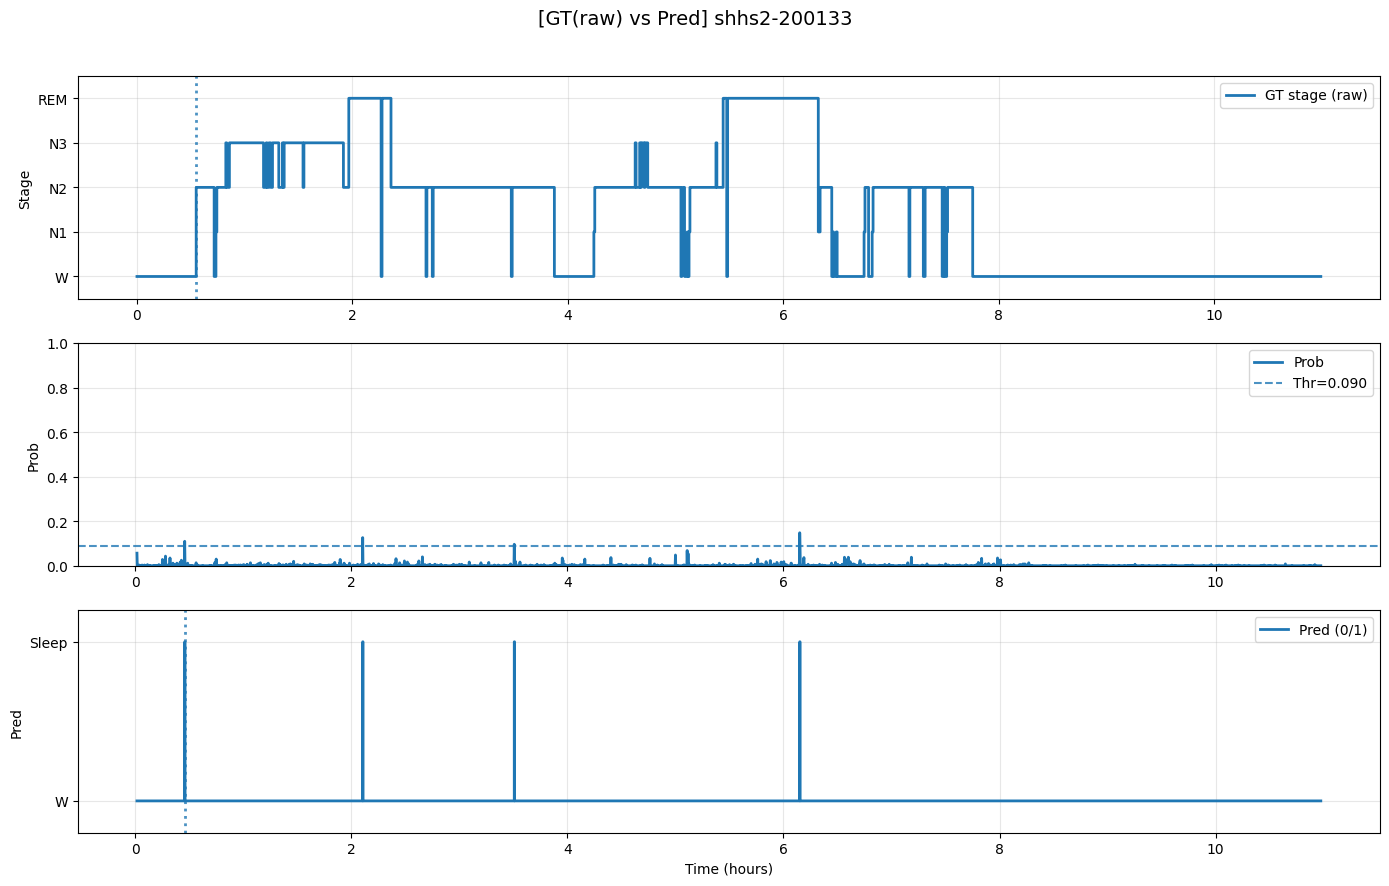 [GT(raw) vs Pred] shhs2-200133
GT stage (raw)
Stage
REM
N3
N2
N1
W
0 2 4 6 8 10
Prob
Thr=0.090
Prob
1.0
0.8
0.6
0.4
0.2
0.0
0 2 4 6 8 10
Pred (0/1)
Pred
Sleep
W
0 2 4 6 8 10
Time (hours)